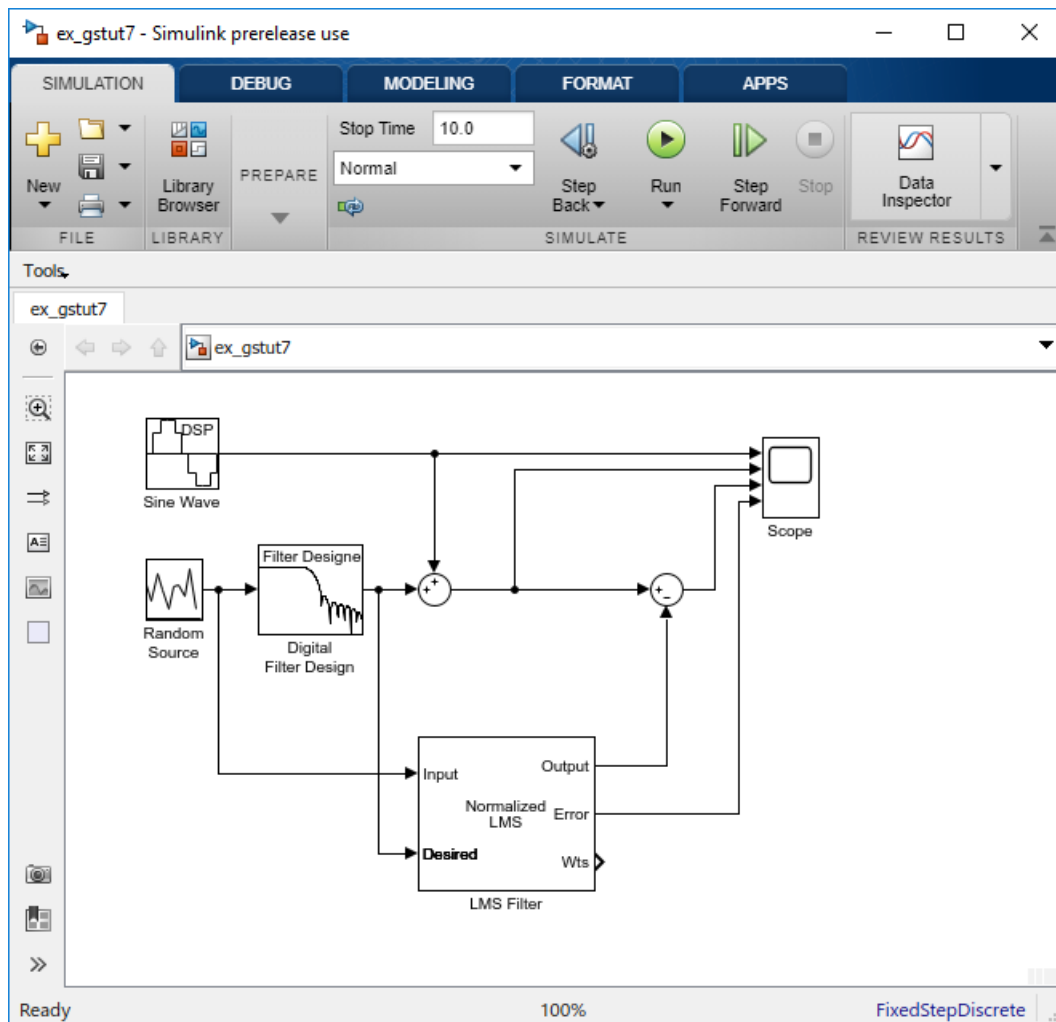 ex_gstut7 - Simulink prerelease use
SIMULATION DEBUG MODELING FORMAT APPS
Stop Time 10.0
Normal
New
Library
Browser
PREPARE
Step
Back
Run
Step
Forward
Stop
Data
Inspector
FILE LIBRARY SIMULATE REVIEW RESULTS
Tools
ex_gstut7
ex_gstut7
DSP
Sine Wave
Scope
Filter Designe
Random
Source
Digital
Filter Design
Input
Output
Normalized
LMS
Error
Desired
Wts
LMS Filter
Ready 100% FixedStepDiscrete